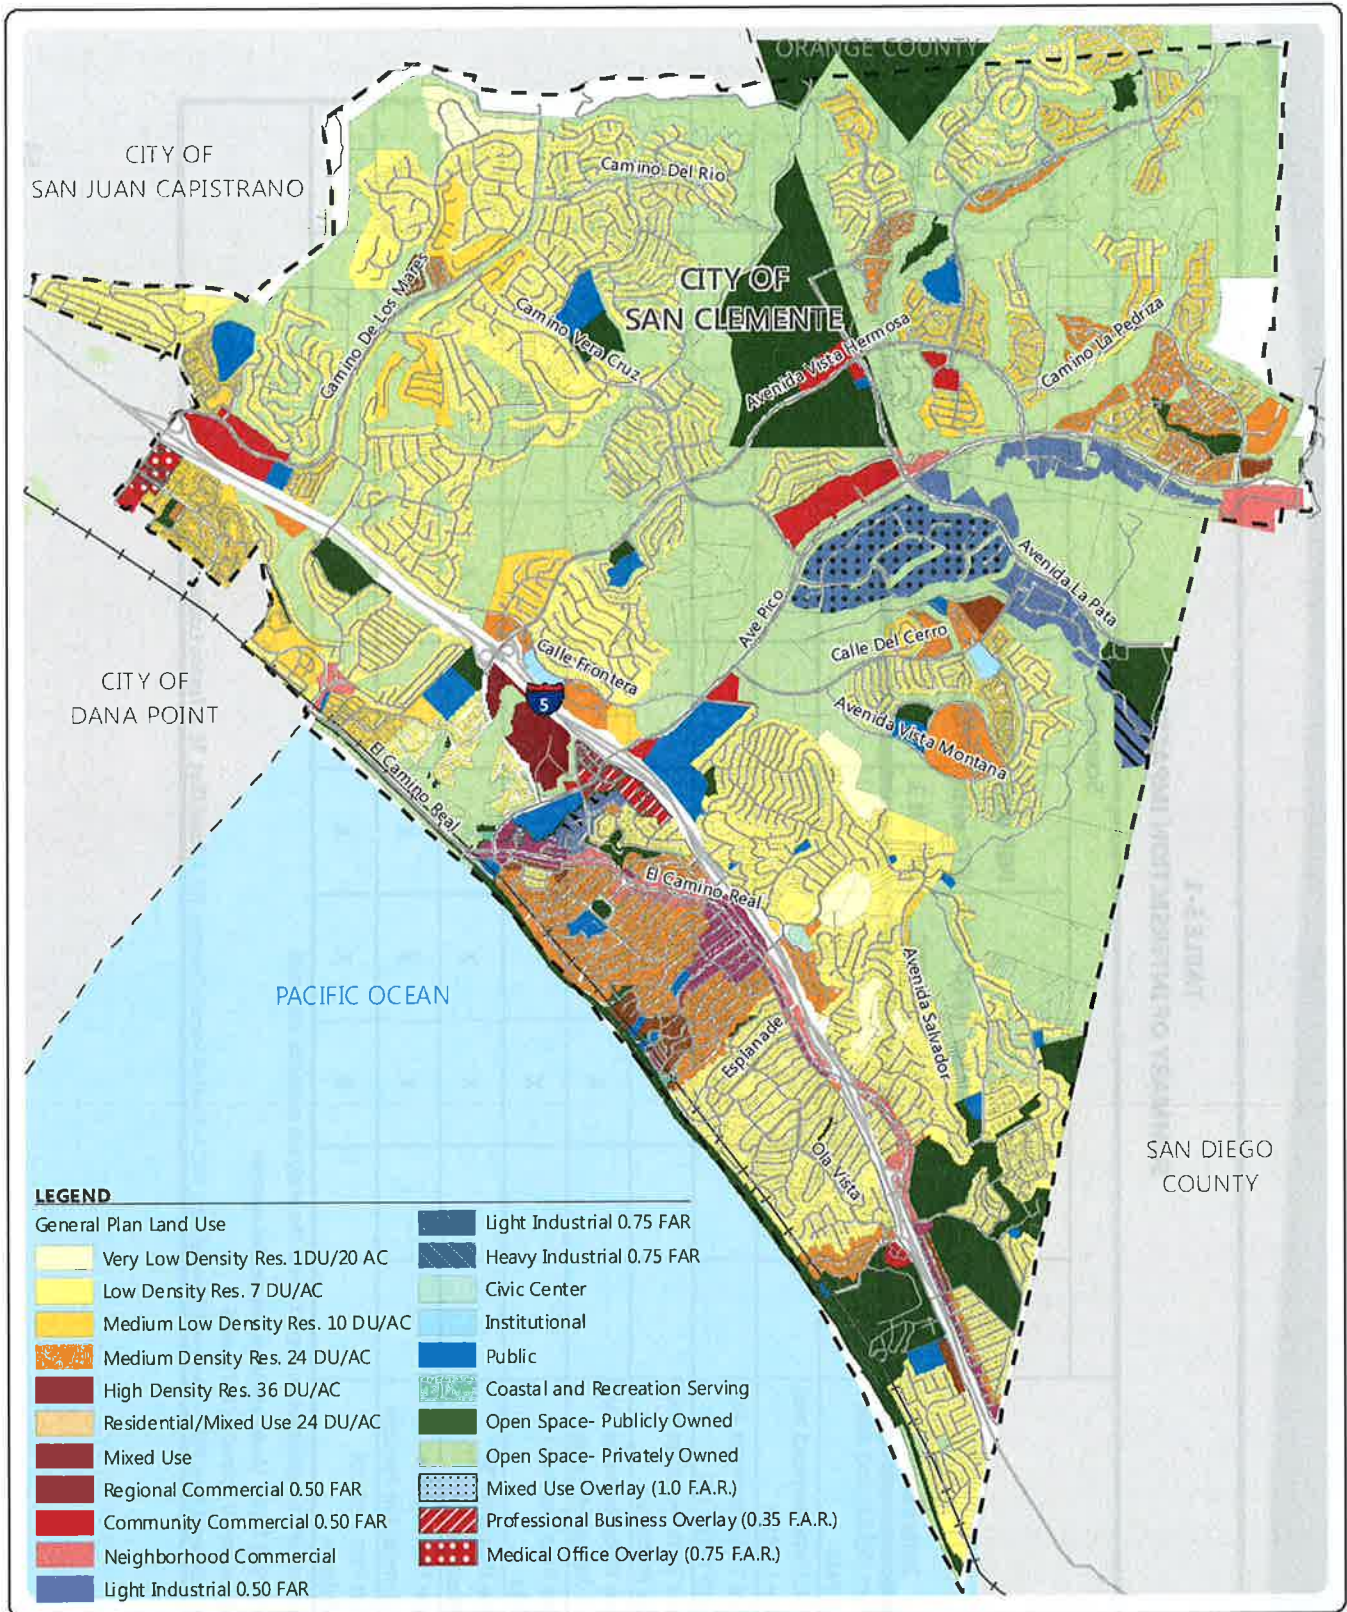 ORANGE COUNTY
CITY OF
SAN JUAN CAPISTRANO
Camino Del Rio
CITY OF
SAN CLEMENTE
Camino De Los Mares
Camino Vera Cruz
Avenida Vista Hermosa
Camino La Pedriza
Avenida La Pata
Ave Pico
Calle Del Cerro
Calle Frontera
5
CITY OF
DANA POINT
Avenida Vista Montana
El Camino Real
El Camino Real
PACIFIC OCEAN
Avenida Salvador
Esplanade
Ola Vista
SAN DIEGO
COUNTY
TABLE 1-2
LEGEND
General Plan Land Use
Very Low Density Res. 1DU/20 AC
Low Density Res. 7 DU/AC
Medium Low Density Res. 10 DU/AC
Medium Density Res. 24 DU/AC
High Density Res. 36 DU/AC
Residential/Mixed Use 24 DU/AC
Mixed Use
Regional Commercial 0.50 FAR
Community Commercial 0.50 FAR
Neighborhood Commercial
Light Industrial 0.50 FAR
Light Industrial 0.75 FAR
Heavy Industrial 0.75 FAR
Civic Center
Institutional
Public
Coastal and Recreation Serving
Open Space- Publicly Owned
Open Space- Privately Owned
Mixed Use Overlay (1.0 F.A.R.)
Professional Business Overlay (0.35 F.A.R.)
Medical Office Overlay (0.75 F.A.R.)